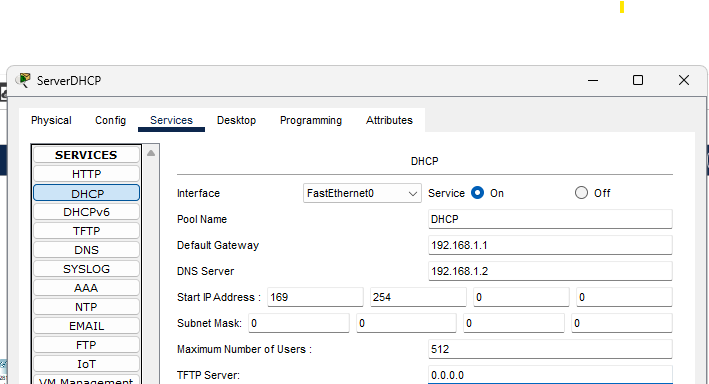 ServerDHCP
Physical Config Services Desktop Programming Attributes
SERVICES
HTTP
DHCP
DHCPv6
TFTP
DNS
SYSLOG
AAA
NTP
EMAIL
FTP
IoT
VM Management
DHCP
Interface FastEthernet0 Service On Off
Pool Name DHCP
Default Gateway 192.168.1.1
DNS Server 192.168.1.2
Start IP Address : 169 254 0 0
Subnet Mask: 0 0 0 0
Maximum Number of Users : 512
TFTP Server: 0.0.0.0